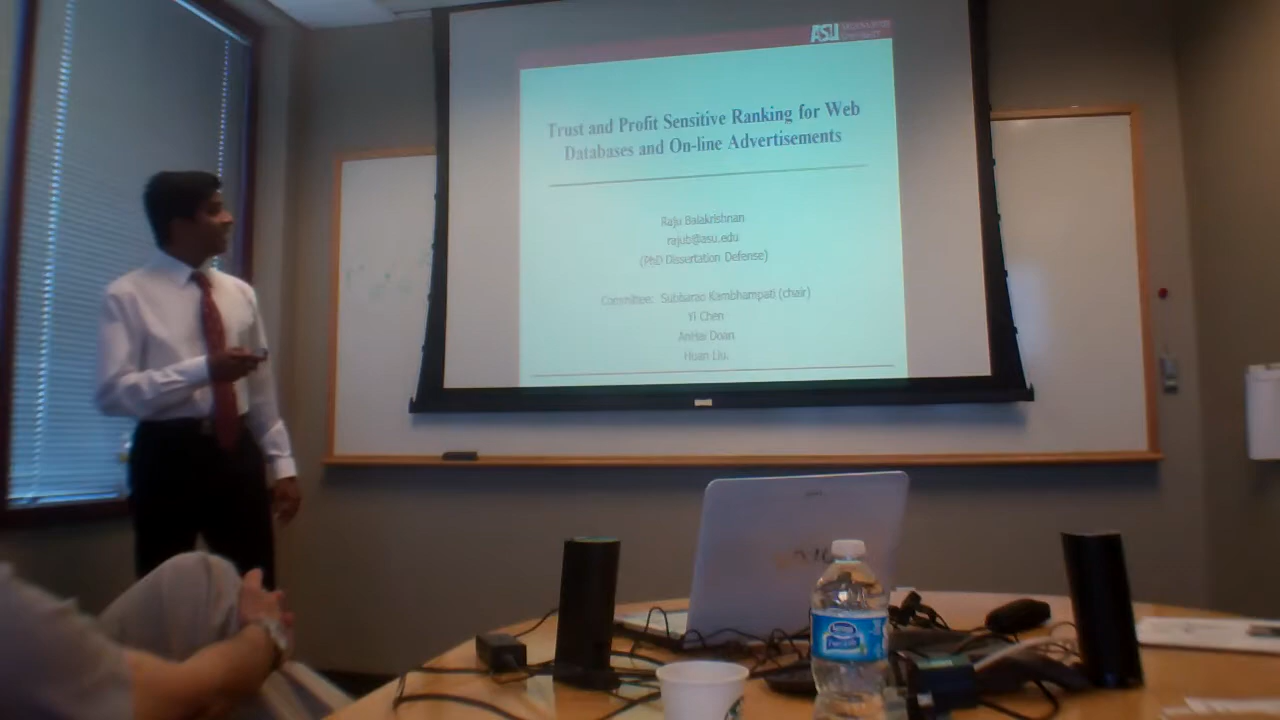 ASU
Trust and Profit Sensitive Ranking for Web
Databases and On-line Advertisements
Raju Balakrishnan
rajub@asu.edu
(PhD Dissertation Defense)
Committee: Subbarao Kambhampati (chair)
Yi Chen
AnHai Doan
Huan Liu.